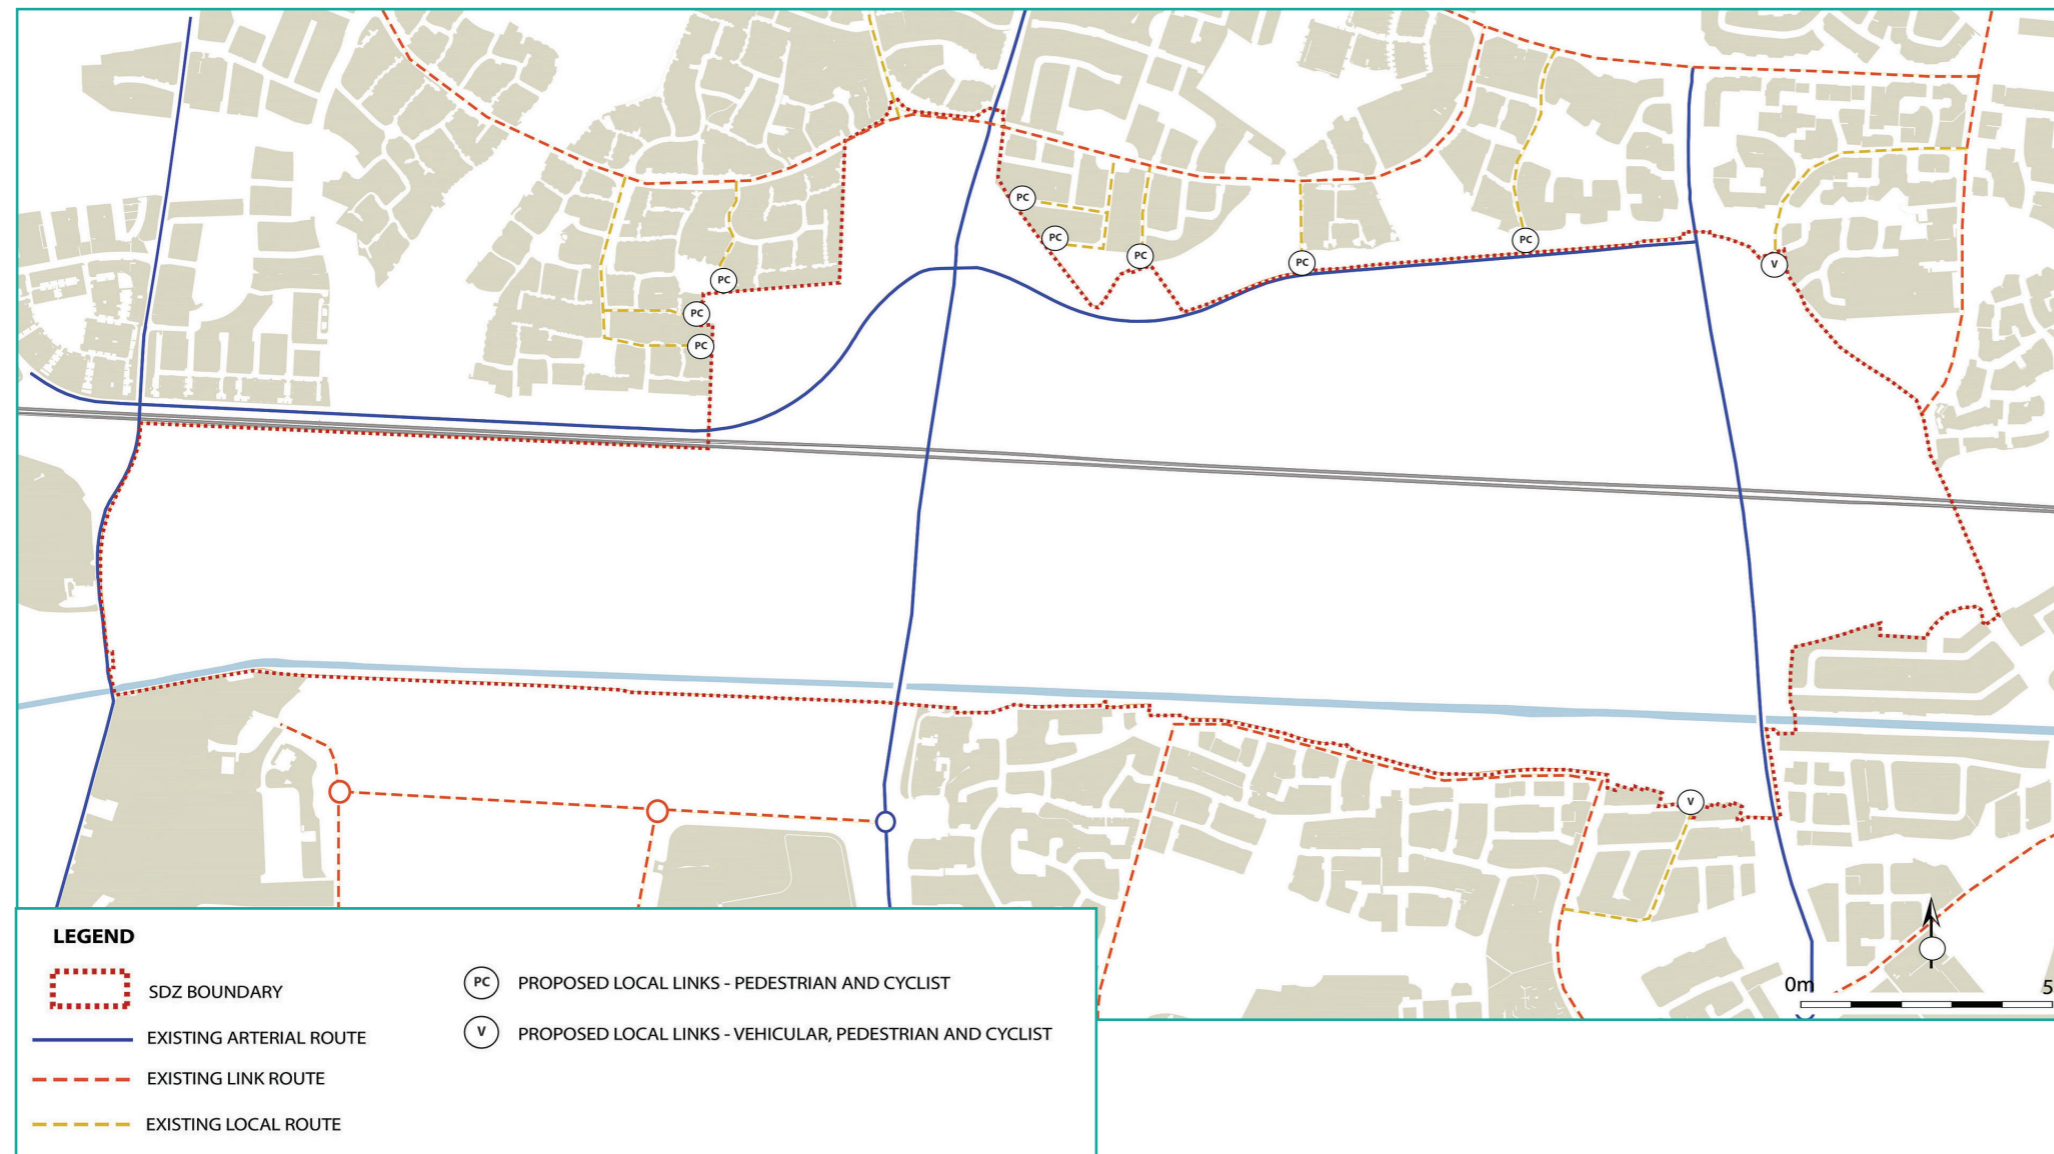 PC
PC
PC
PC
PC
PC
PC
PC
V
V
0m
5
LEGEND
SDZ BOUNDARY
EXISTING ARTERIAL ROUTE
EXISTING LINK ROUTE
EXISTING LOCAL ROUTE
PC PROPOSED LOCAL LINKS - PEDESTRIAN AND CYCLIST
V PROPOSED LOCAL LINKS - VEHICULAR, PEDESTRIAN AND CYCLIST